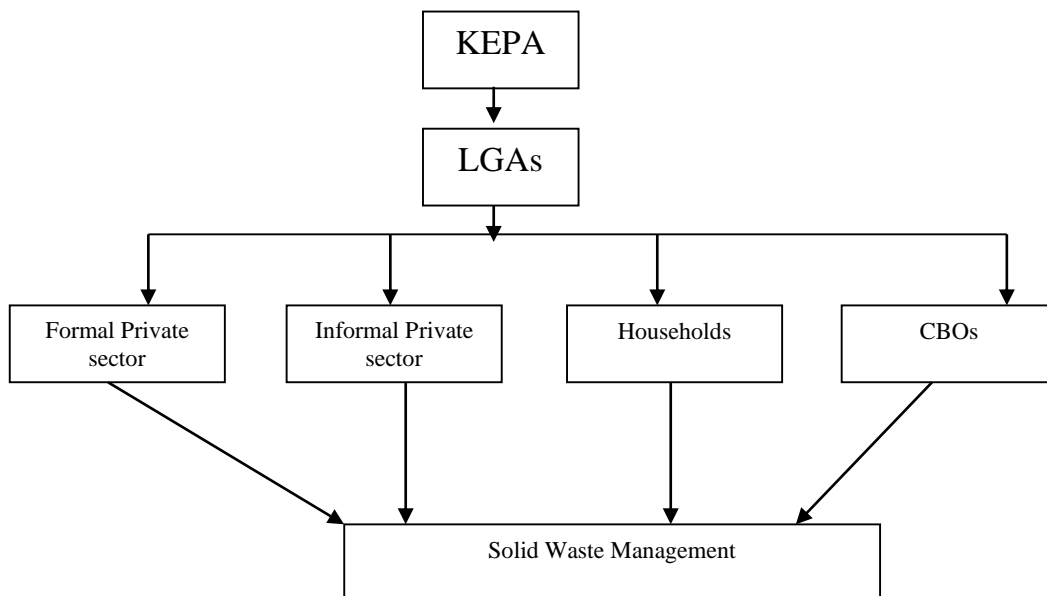 KEPA
LGAs
Formal Private
sector
Informal Private
sector
Households
CBOs
Solid Waste Management